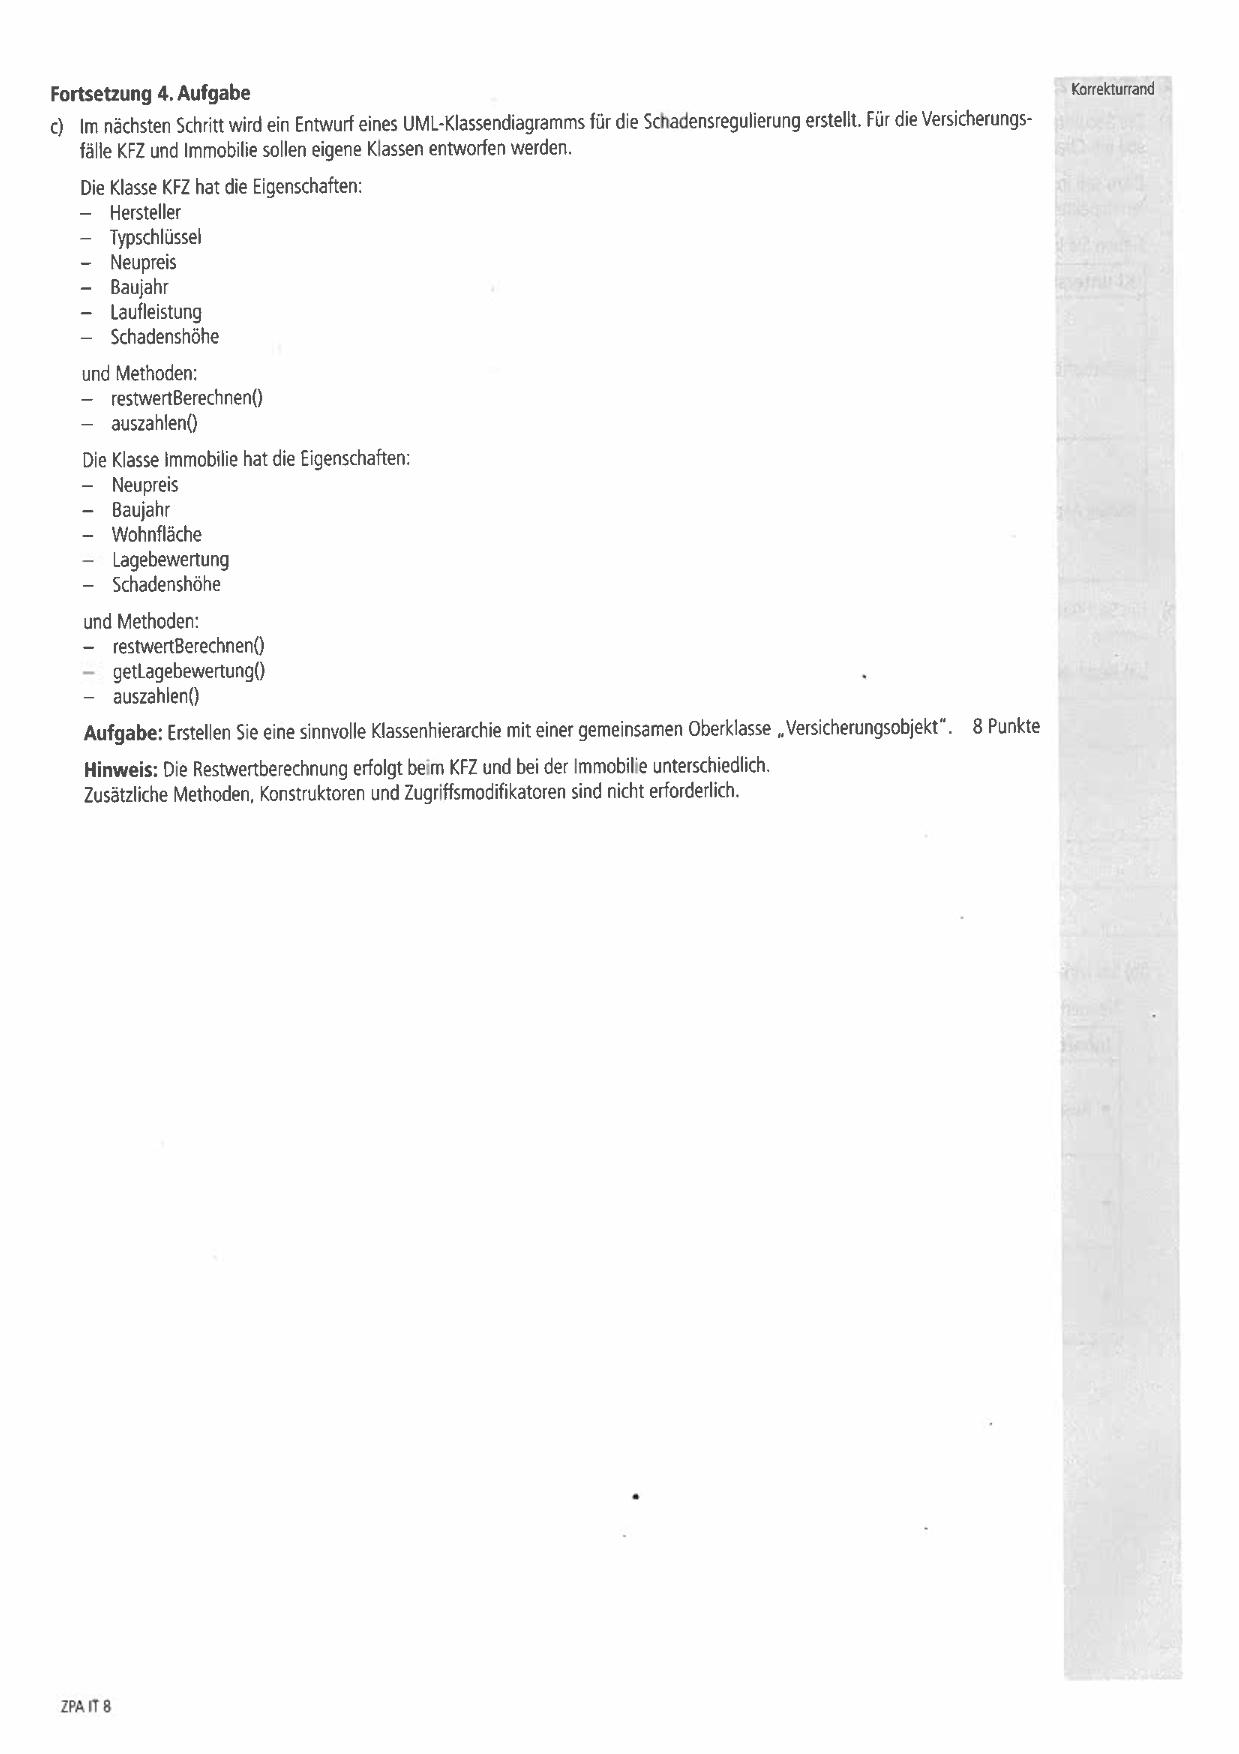 Fortsetzung 4. Aufgabe
Korrekturrand
c) Im nächsten Schritt wird ein Entwurf eines UML-Klassendiagramms für die Schadensregulierung erstellt. Für die Versicherungs-
fälle KFZ und Immobilie sollen eigene Klassen entworfen werden.
Die Klasse KFZ hat die Eigenschaften:
– Hersteller
– Typschlüssel
– Neupreis
– Baujahr
– Laufleistung
– Schadenshöhe
und Methoden:
– restwertBerechnen()
– auszahlen()
Die Klasse Immobilie hat die Eigenschaften:
– Neupreis
– Baujahr
– Wohnfläche
– Lagebewertung
– Schadenshöhe
und Methoden:
– restwertBerechnen()
– getLagebewertung()
– auszahlen()
Aufgabe: Erstellen Sie eine sinnvolle Klassenhierarchie mit einer gemeinsamen Oberklasse „Versicherungsobjekt“. 8 Punkte
Hinweis: Die Restwertberechnung erfolgt beim KFZ und bei der Immobilie unterschiedlich.
Zusätzliche Methoden, Konstruktoren und Zugriffsmodifikatoren sind nicht erforderlich.
ZPA IT 8